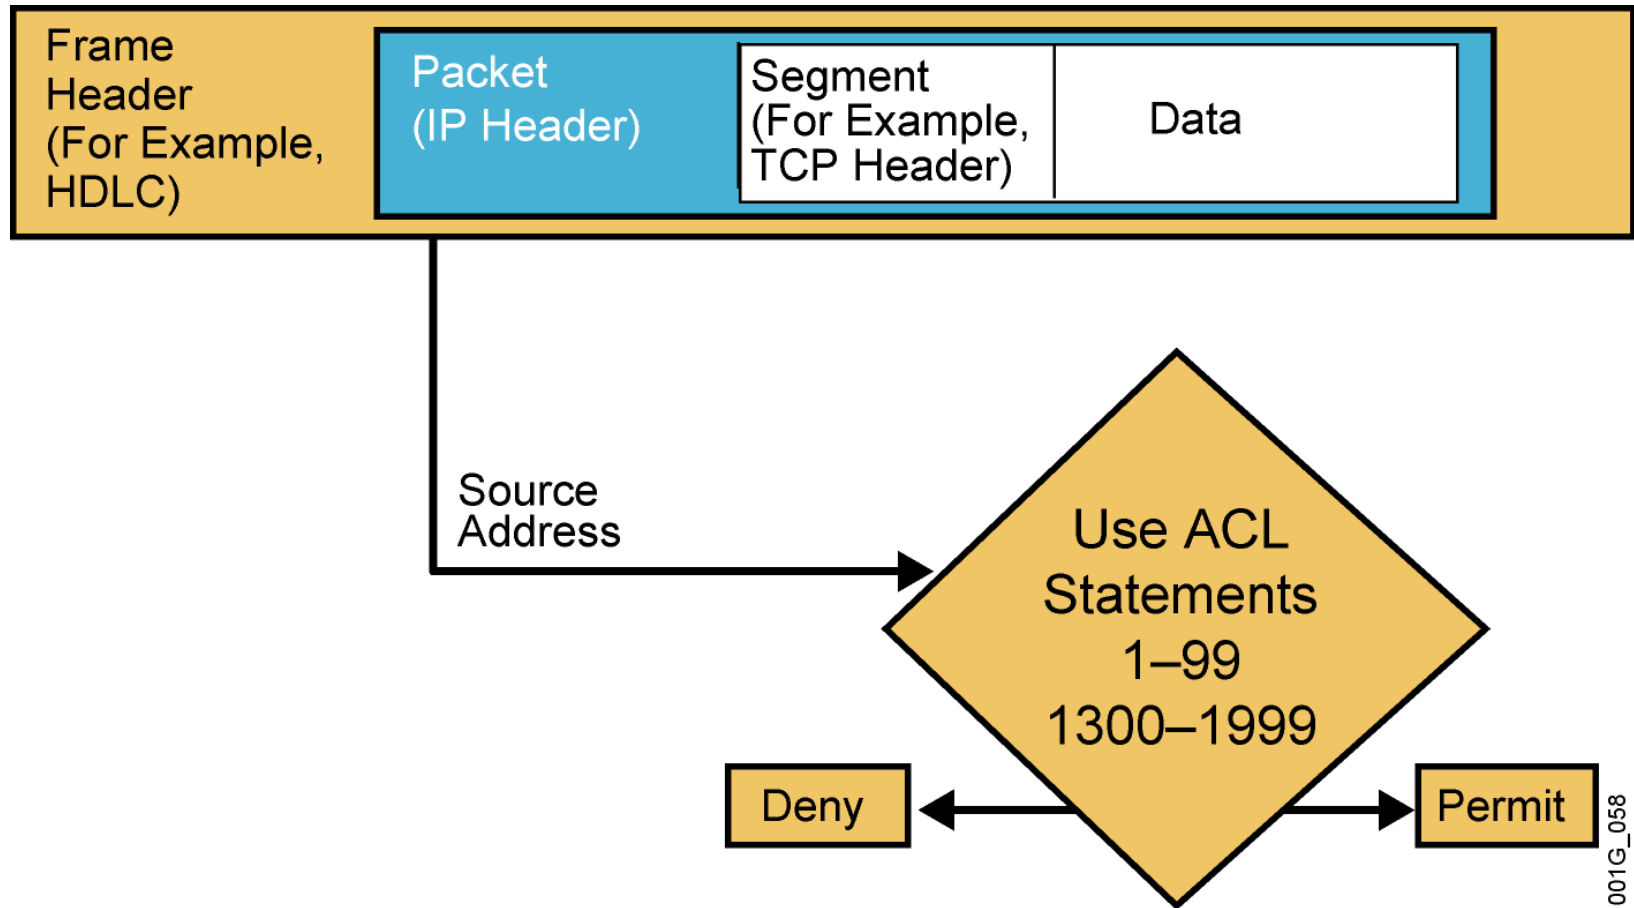 Frame
Header
(For Example,
HDLC)
Packet
(IP Header)
Segment
(For Example,
TCP Header)
Data
Source
Address
Use ACL
Statements
1–99
1300–1999
Deny
Permit
001G_058